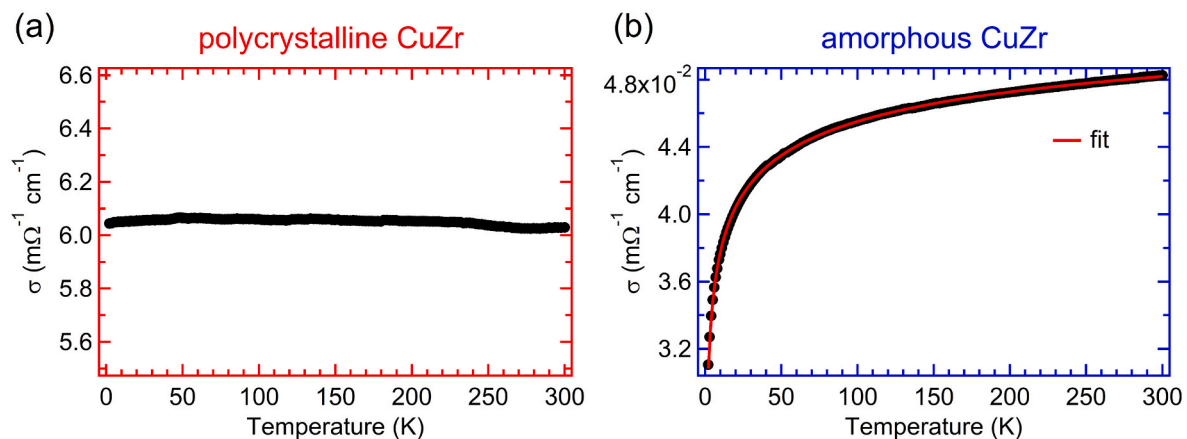 (a)
polycrystalline CuZr
6.6
6.4
6.2
6.0
5.8
5.6
σ (mΩ⁻¹ cm⁻¹)
0 50 100 150 200 250 300
Temperature (K)
(b)
amorphous CuZr
4.8x10⁻²
4.4
4.0
3.6
3.2
σ (mΩ⁻¹ cm⁻¹)
fit
0 50 100 150 200 250 300
Temperature (K)